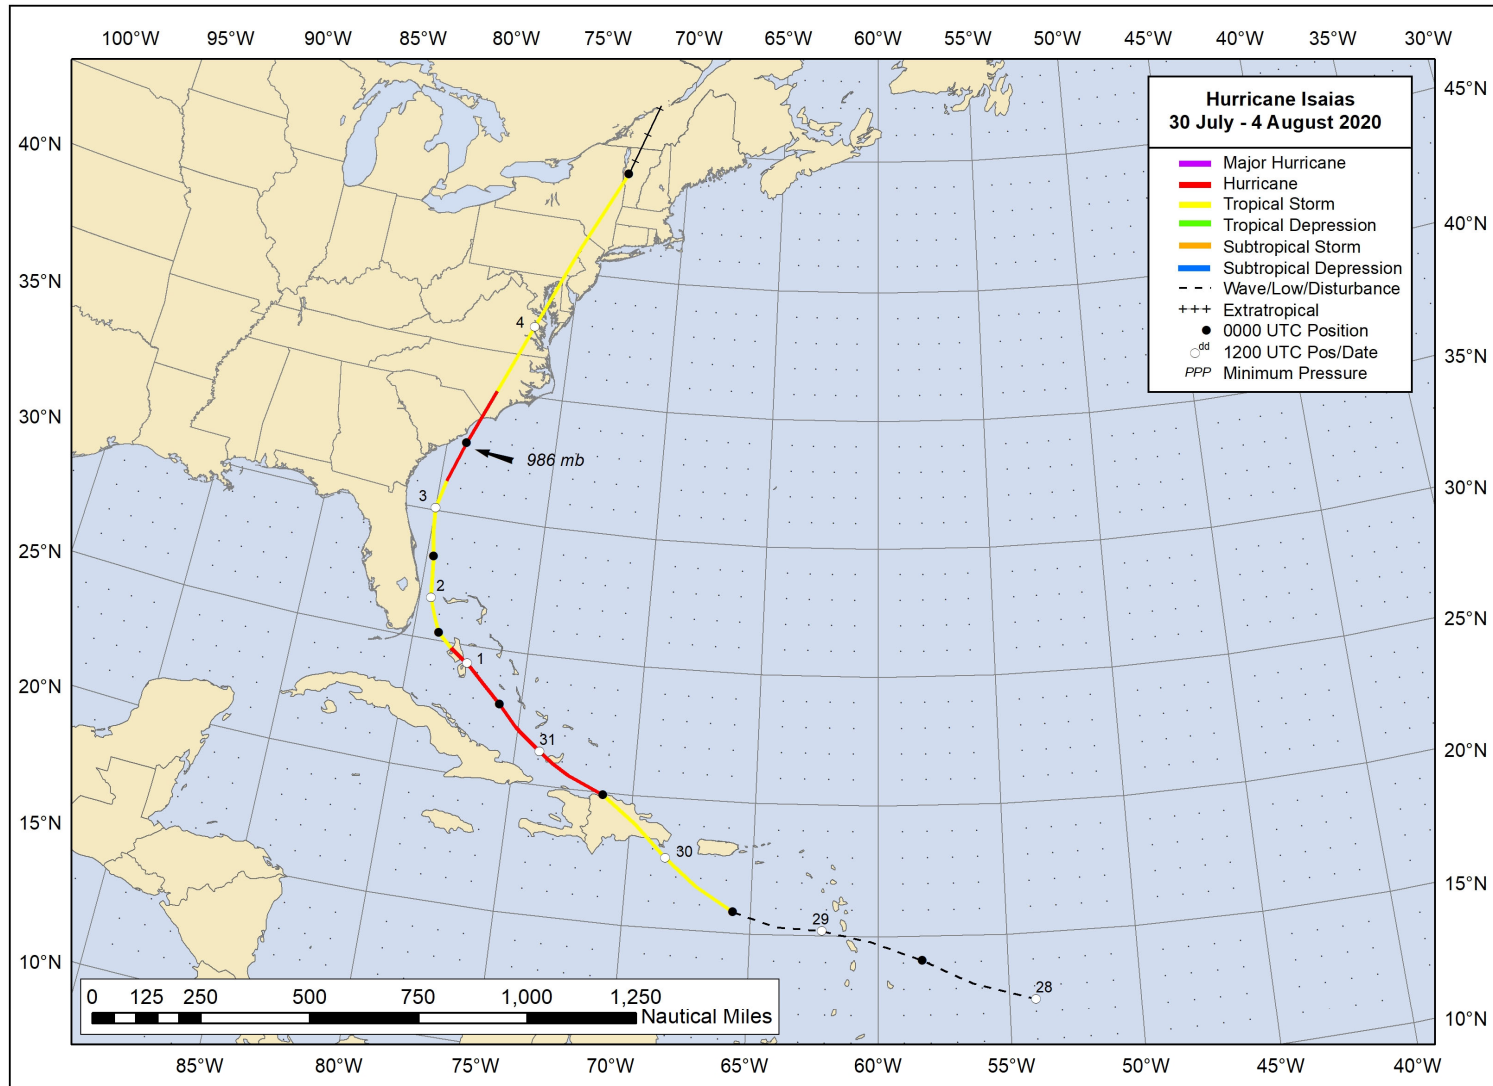 100°W 95°W 90°W 85°W 80°W 75°W 70°W 65°W 60°W 55°W 50°W 45°W 40°W 35°W 30°W
45°N
Hurricane Isaias
30 July - 4 August 2020
40°N
Major Hurricane
Hurricane
Tropical Storm
40°N
Tropical Depression
Subtropical Storm
Subtropical Depression
35°N
Wave/Low/Disturbance
+++ Extratropical
4
0000 UTC Position
dd 1200 UTC Pos/Date
35°N
PPP Minimum Pressure
30°N
986 mb
30°N
3
25°N
2
25°N
1
20°N
31
20°N
15°N
30
15°N
29
10°N
28
0 125 250 500 750 1,000 1,250
Nautical Miles
10°N
85°W 80°W 75°W 70°W 65°W 60°W 55°W 50°W 45°W 40°W